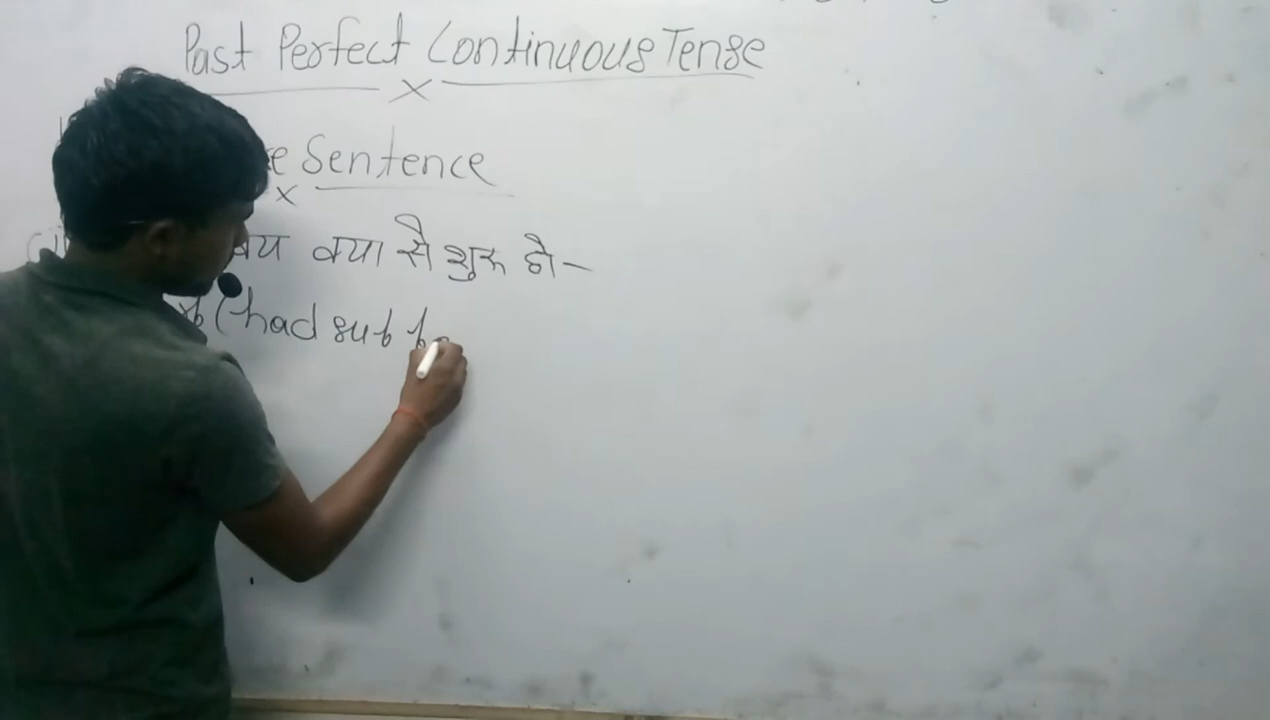 Past Perfect Continuous Tense
Sentence
क्या से शुरू हो-
(had sub